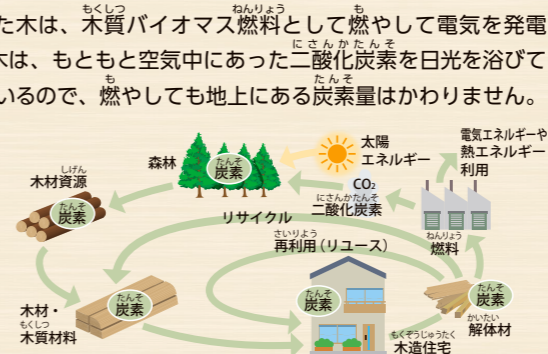 た木は、木質バイオマス燃料として燃やして電気を発電
木は、もともと空気中にあった二酸化炭素を日光を浴びて
いるので、燃やしても地上にある炭素量はかわりません。
森林
炭素
太陽
エネルギー
電気エネルギーや
熱エネルギー
利用
木材資源
炭素
CO₂
二酸化炭素
リサイクル
再利用（リユース）
燃料
木材・
木質材料
炭素
炭素
炭素
解体材
木造住宅